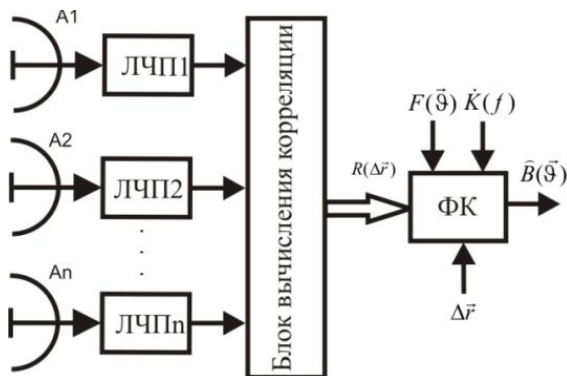 A1
ЛЧП1
A2
ЛЧП2
An
ЛЧПn
Блок вычисления корреляции
R(Δr⃗)
F(ϑ⃗) K̇(f)
ФК
B̂(ϑ⃗)
Δr⃗